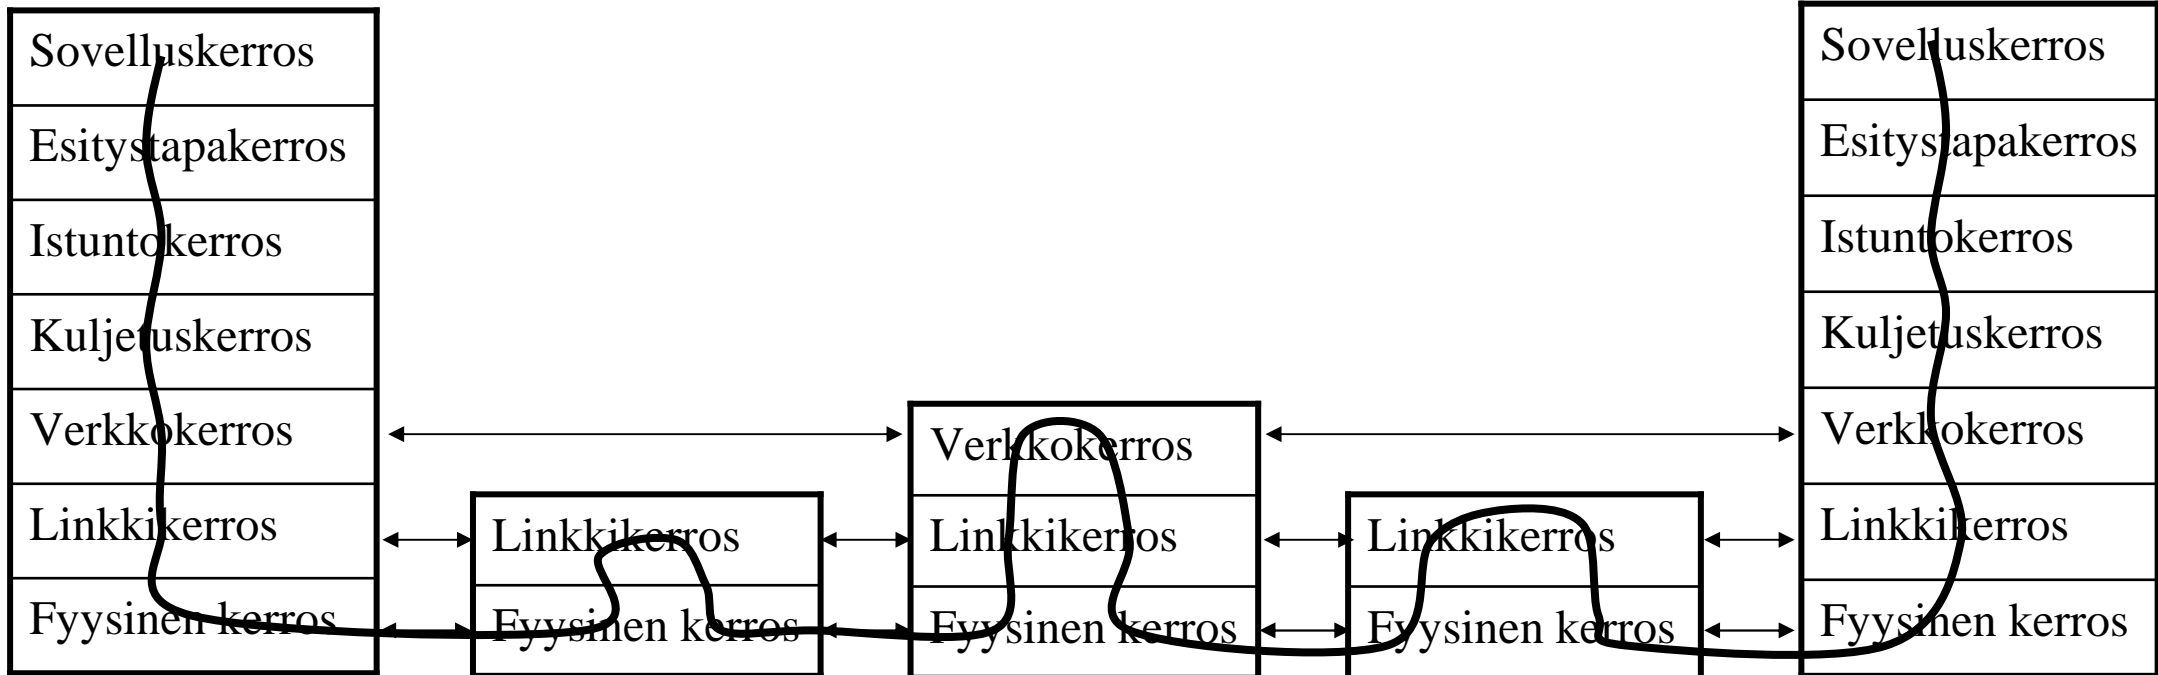 Sovelluskerros
Esitystapakerros
Istuntokerros
Kuljetuskerros
Verkkokerros
Linkkikerros
Fyysinen kerros
Linkkikerros
Fyysinen kerros
Verkkokerros
Linkkikerros
Fyysinen kerros
Linkkikerros
Fyysinen kerros
Sovelluskerros
Esitystapakerros
Istuntokerros
Kuljetuskerros
Verkkokerros
Linkkikerros
Fyysinen kerros